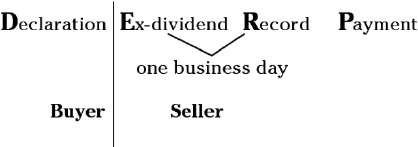 Declaration Ex-dividend Record Payment
one business day
Buyer Seller